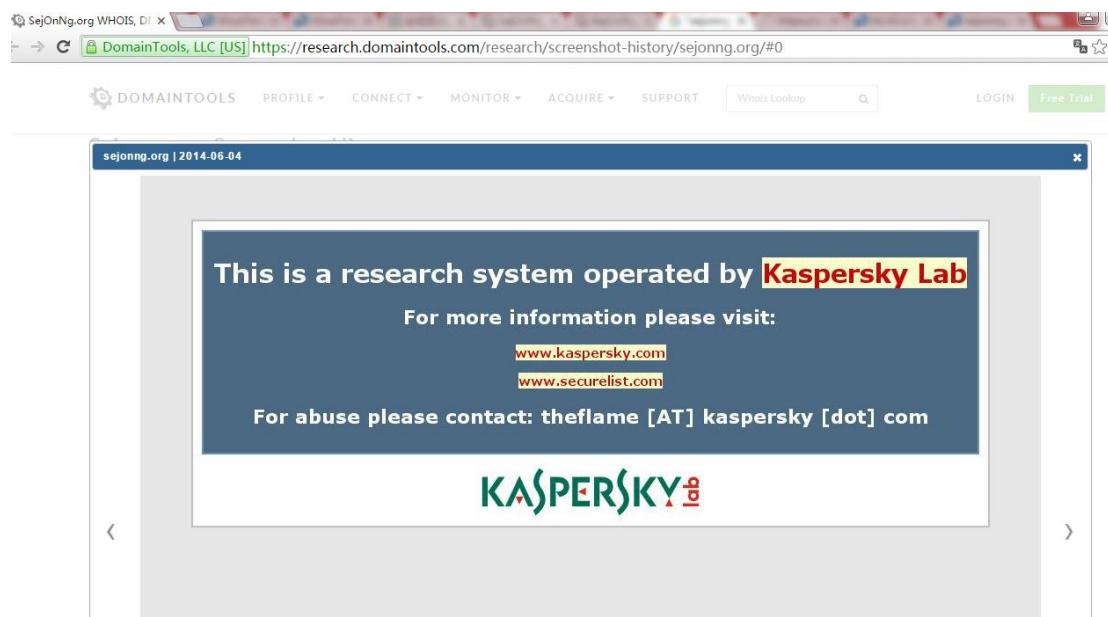 SejOnNg.org WHOIS, D
DomainTools, LLC [US] https://research.domaintools.com/research/screenshot-history/sejonng.org/#0
DOMAINTOOLS PROFILE CONNECT MONITOR ACQUIRE SUPPORT Whois Lookup LOGIN Free Trial
sejonng.org | 2014-06-04
This is a research system operated by Kaspersky Lab
For more information please visit:
www.kaspersky.com
www.securelist.com
For abuse please contact: theflame [AT] kaspersky [dot] com
KASPERSKY lab